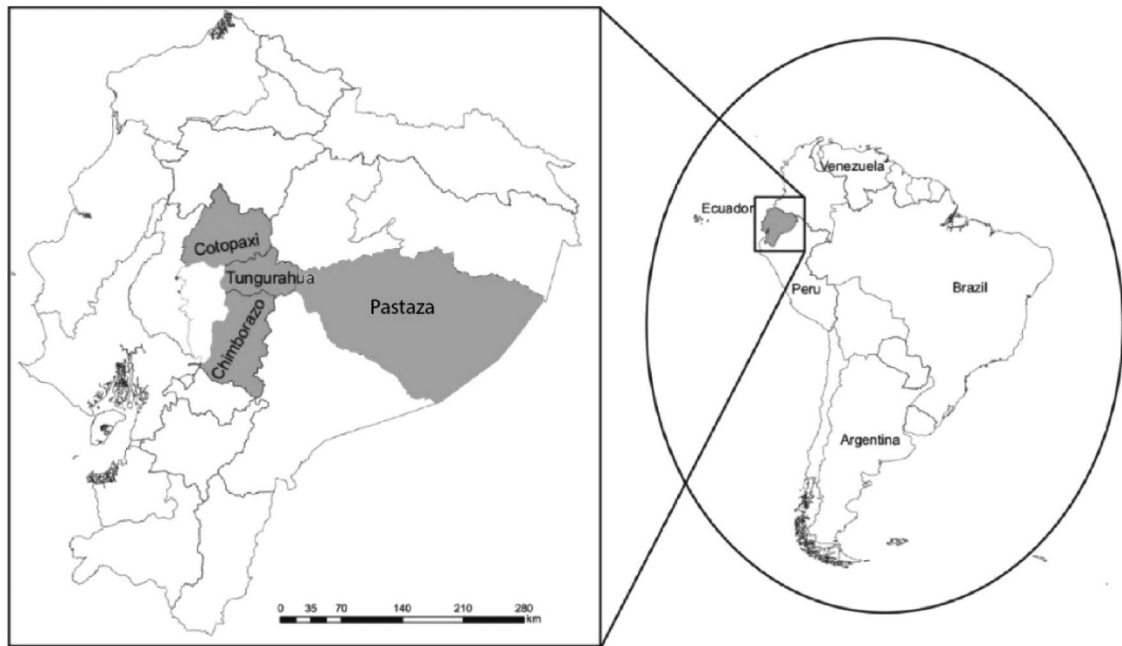 Cotopaxi
Tungurahua
Pastaza
Chimborazo
0 35 70 140 210 280
km
Venezuela
Ecuador
Peru
Brazil
Argentina